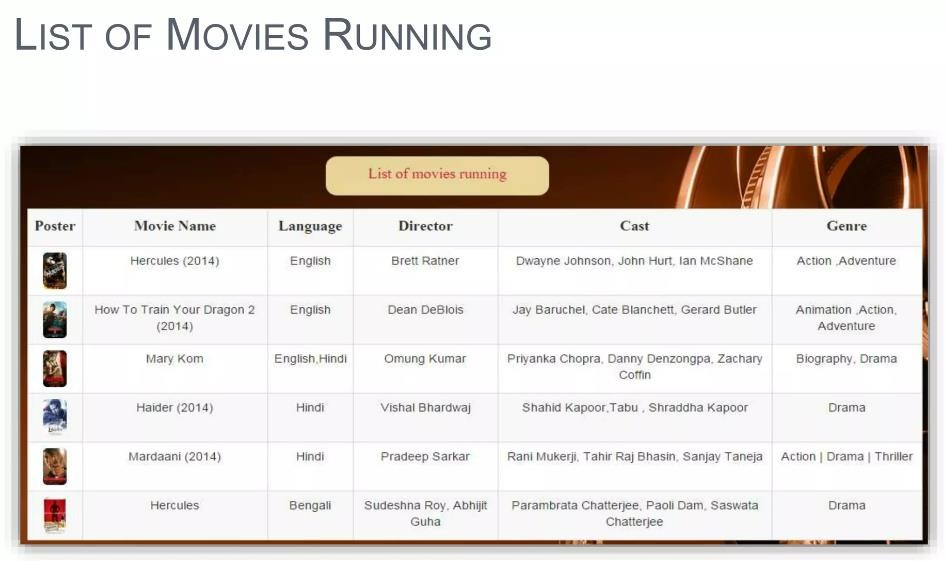 LIST OF MOVIES RUNNING
List of movies running
Poster Movie Name Language Director Cast Genre
Hercules (2014) English Brett Ratner Dwayne Johnson, John Hurt, Ian McShane Action ,Adventure
How To Train Your Dragon 2 English Dean DeBlois Jay Baruchel, Cate Blanchett, Gerard Butler Animation ,Action,
(2014) Adventure
Mary Kom English,Hindi Omung Kumar Priyanka Chopra, Danny Denzongpa, Zachary Biography, Drama
Coffin
Haider (2014) Hindi Vishal Bhardwaj Shahid Kapoor,Tabu , Shraddha Kapoor Drama
Mardaani (2014) Hindi Pradeep Sarkar Rani Mukerji, Tahir Raj Bhasin, Sanjay Taneja Action | Drama | Thriller
Hercules Bengali Sudeshna Roy, Abhijit Parambrata Chatterjee, Paoli Dam, Saswata Drama
Guha Chatterjee